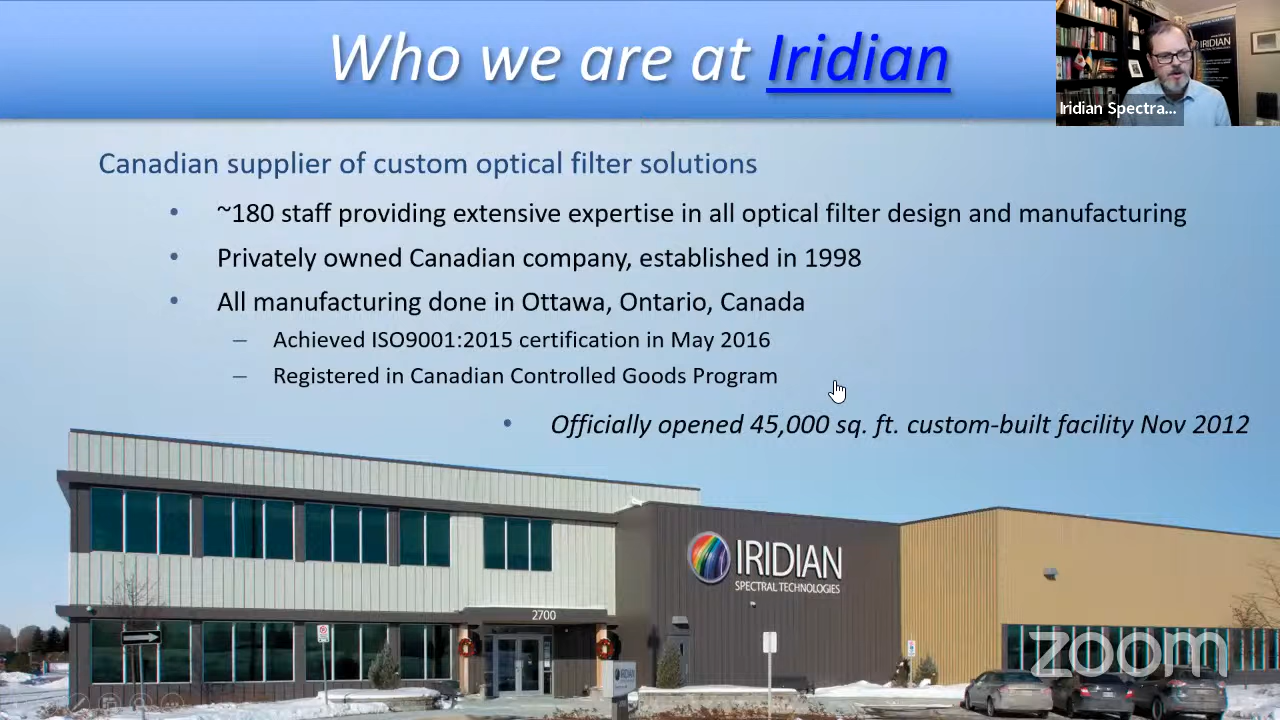 Who we are at Iridian
IRIDIAN
Iridian Spectra...
Canadian supplier of custom optical filter solutions
• ~180 staff providing extensive expertise in all optical filter design and manufacturing
• Privately owned Canadian company, established in 1998
• All manufacturing done in Ottawa, Ontario, Canada
– Achieved ISO9001:2015 certification in May 2016
– Registered in Canadian Controlled Goods Program
• Officially opened 45,000 sq. ft. custom-built facility Nov 2012
IRIDIAN
SPECTRAL TECHNOLOGIES
2700
zoom